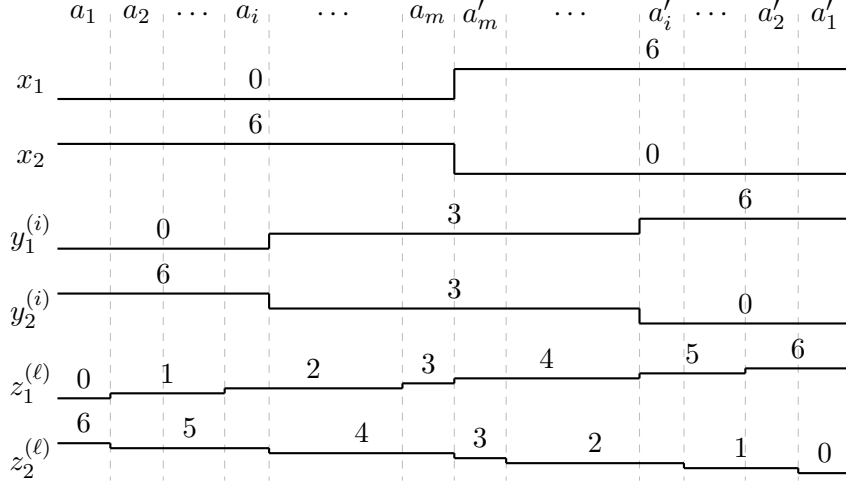 a₁ a₂ ⋯ aᵢ ⋯ aₘ a′ₘ ⋯ a′ᵢ ⋯ a′₂ a′₁
x₁ 0 6
x₂ 6 0
y₁⁽ⁱ⁾ 0 3 6
y₂⁽ⁱ⁾ 6 3 0
z₁⁽ℓ⁾ 0 1 2 3 4 5 6
z₂⁽ℓ⁾ 6 5 4 3 2 1 0